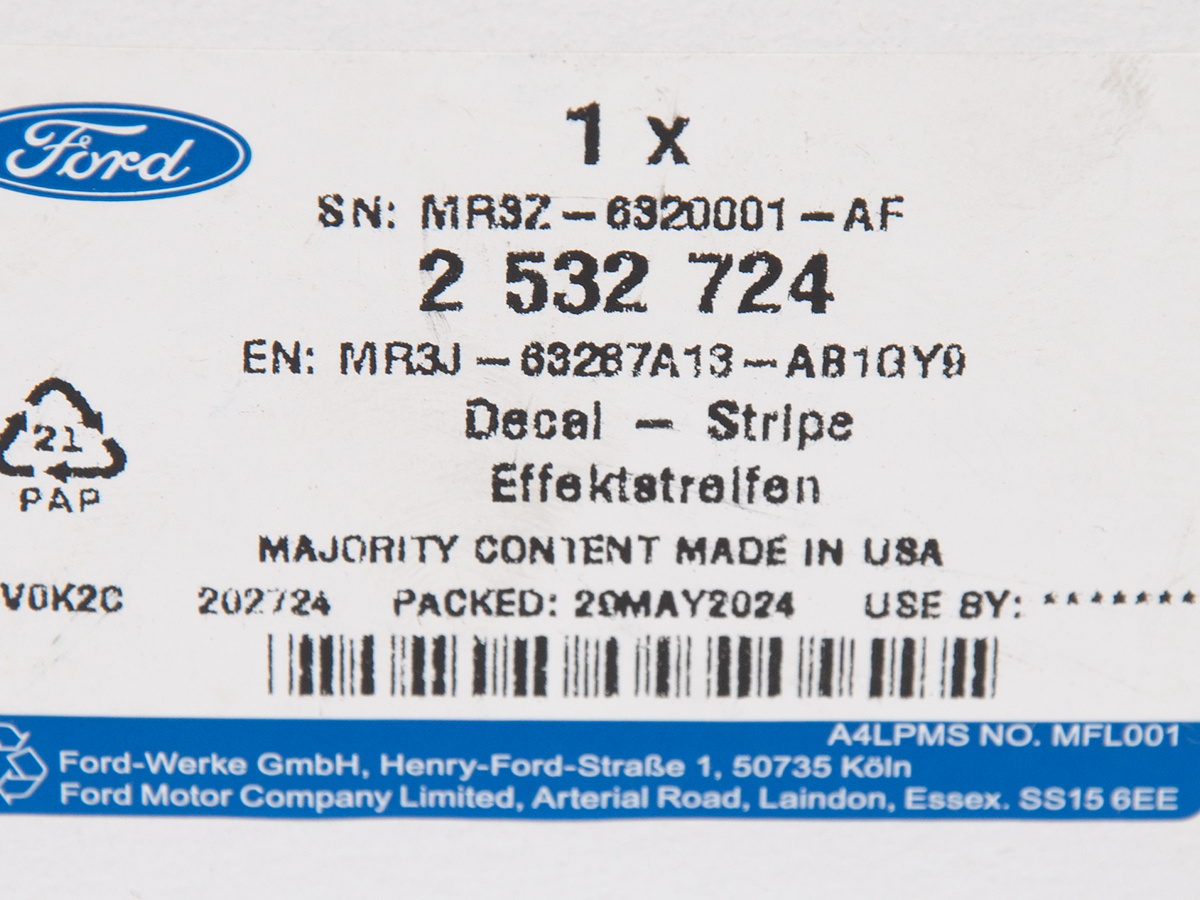 Ford
1 x
SN: MR3Z-6320001-AF
2 532 724
EN: MR3J-63287A13-AB1GY9
Decal - Stripe
Effektstreifen
21
PAP
MAJORITY CONTENT MADE IN USA
V0K2C 202724 PACKED: 20MAY2024 USE BY: *******
A4LPMS NO. MFL001
Ford-Werke GmbH, Henry-Ford-Straße 1, 50735 Köln
Ford Motor Company Limited, Arterial Road, Laindon, Essex. SS15 6EE